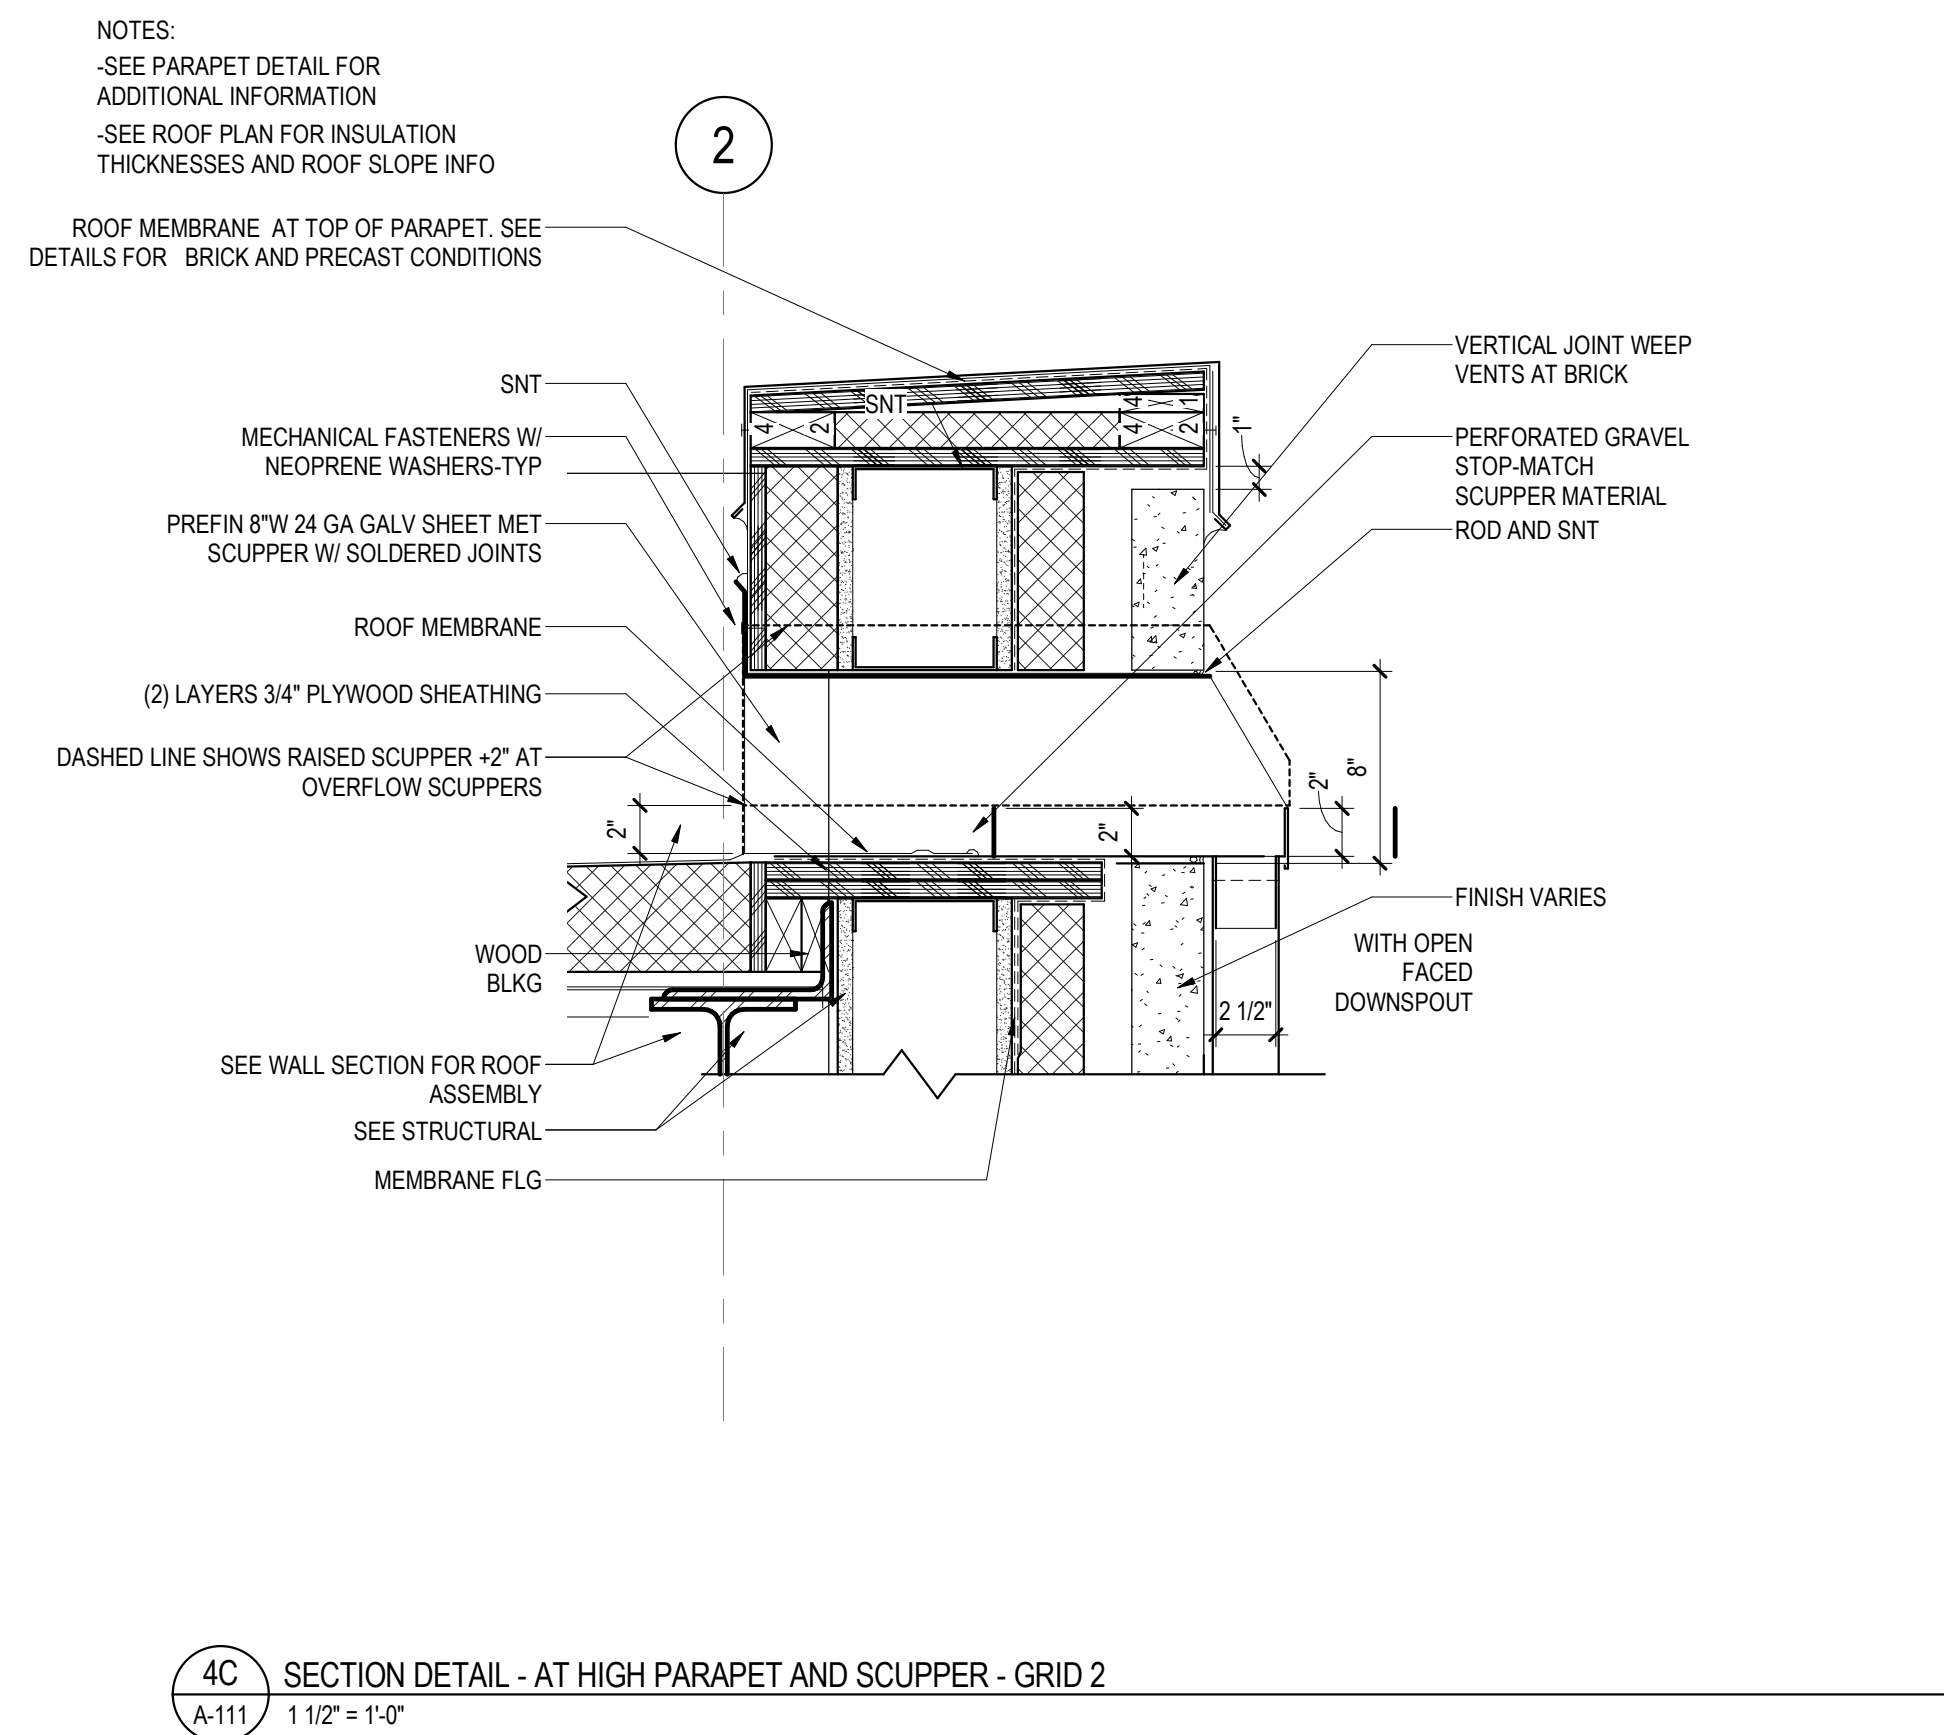 NOTES:
-SEE PARAPET DETAIL FOR
ADDITIONAL INFORMATION
-SEE ROOF PLAN FOR INSULATION
THICKNESSES AND ROOF SLOPE INFO
2
ROOF MEMBRANE AT TOP OF PARAPET. SEE
DETAILS FOR BRICK AND PRECAST CONDITIONS
SNT
MECHANICAL FASTENERS W/
NEOPRENE WASHERS-TYP
PREFIN 8"W 24 GA GALV SHEET MET
SCUPPER W/ SOLDERED JOINTS
ROOF MEMBRANE
(2) LAYERS 3/4" PLYWOOD SHEATHING
DASHED LINE SHOWS RAISED SCUPPER +2" AT
OVERFLOW SCUPPERS
WOOD
BLKG
SEE WALL SECTION FOR ROOF
ASSEMBLY
SEE STRUCTURAL
MEMBRANE FLG
SNT
4 1
4 2
4 2
1"
2"
2"
2"
8"
2 1/2"
VERTICAL JOINT WEEP
VENTS AT BRICK
PERFORATED GRAVEL
STOP-MATCH
SCUPPER MATERIAL
ROD AND SNT
FINISH VARIES
WITH OPEN
FACED
DOWNSPOUT
4C
A-111
SECTION DETAIL - AT HIGH PARAPET AND SCUPPER - GRID 2
1 1/2" = 1'-0"